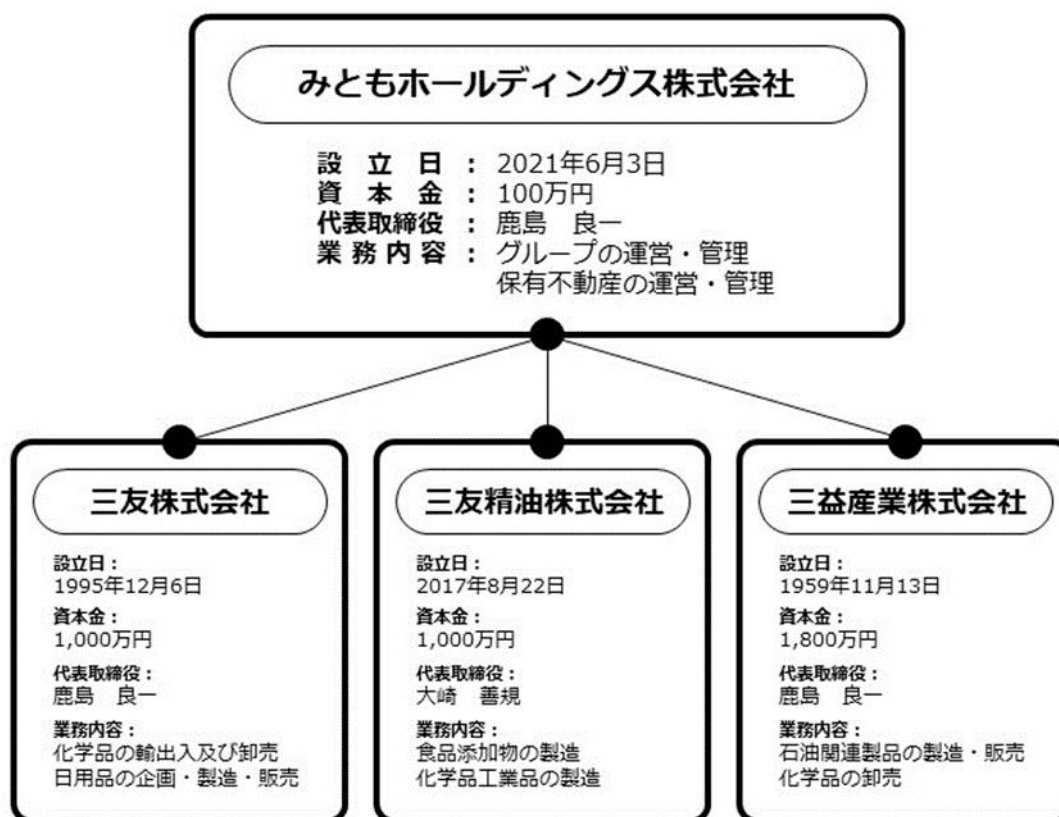 みともホールディングス株式会社
設立日：2021年6月3日
資本金：100万円
代表取締役：鹿島　良一
業務内容：グループの運営・管理
保有不動産の運営・管理
三友株式会社
設立日：
1995年12月6日
資本金：
1,000万円
代表取締役：
鹿島　良一
業務内容：
化学品の輸出入及び卸売
日用品の企画・製造・販売
三友精油株式会社
設立日：
2017年8月22日
資本金：
1,000万円
代表取締役：
大崎　善規
業務内容：
食品添加物の製造
化学品工業品の製造
三益産業株式会社
設立日：
1959年11月13日
資本金：
1,800万円
代表取締役：
鹿島　良一
業務内容：
石油関連製品の製造・販売
化学品の卸売